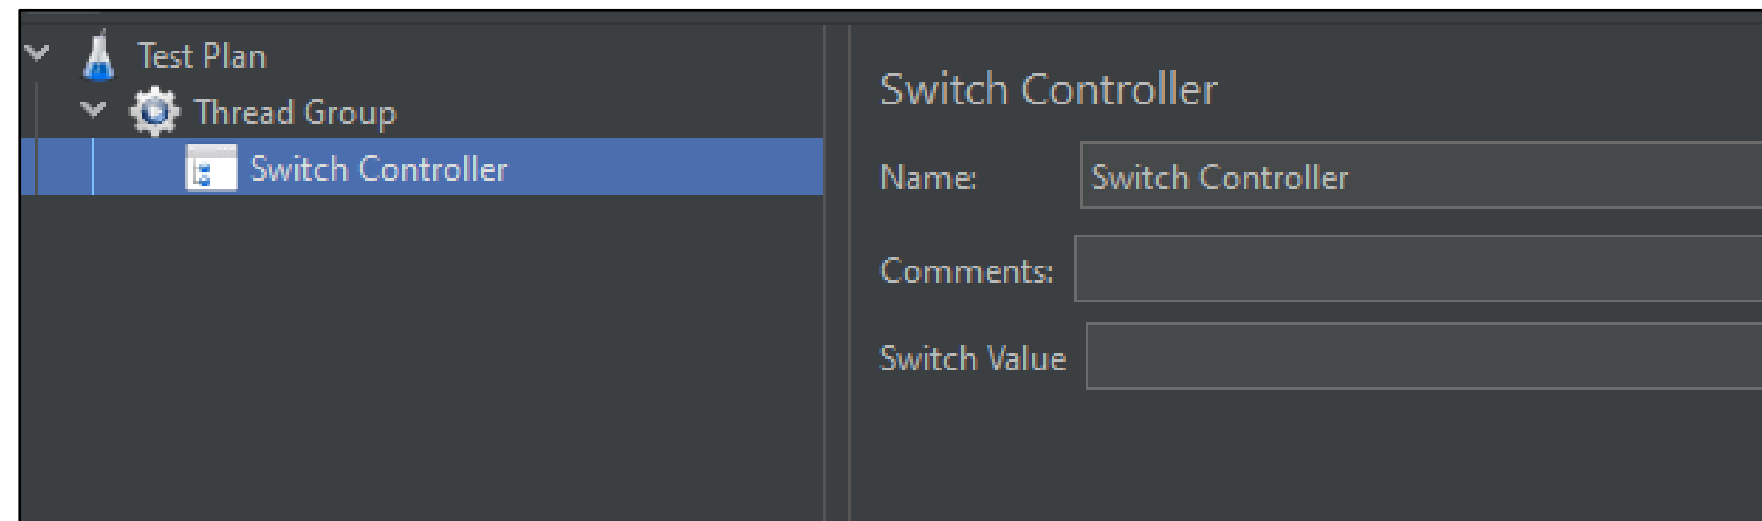 Test Plan
Thread Group
Switch Controller
Switch Controller
Name: Switch Controller
Comments:
Switch Value